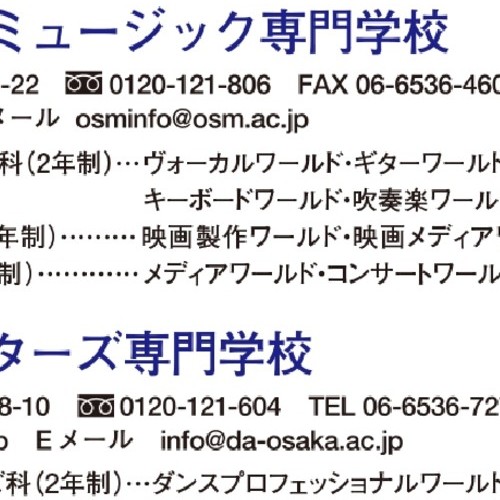 ミュージック専門学校
-22 0120-121-806 FAX 06-6536-460
メール osminfo@osm.ac.jp
科(2年制)…ヴォーカルワールド・ギターワールド
キーボードワールド・吹奏楽ワール
年制)………映画製作ワールド・映画メディア
制)…………メディアワールド・コンサートワール
ターズ専門学校
8-10 0120-121-604 TEL 06-6536-72
Eメール info@da-osaka.ac.jp
科(2年制)…ダンスプロフェッショナルワールド